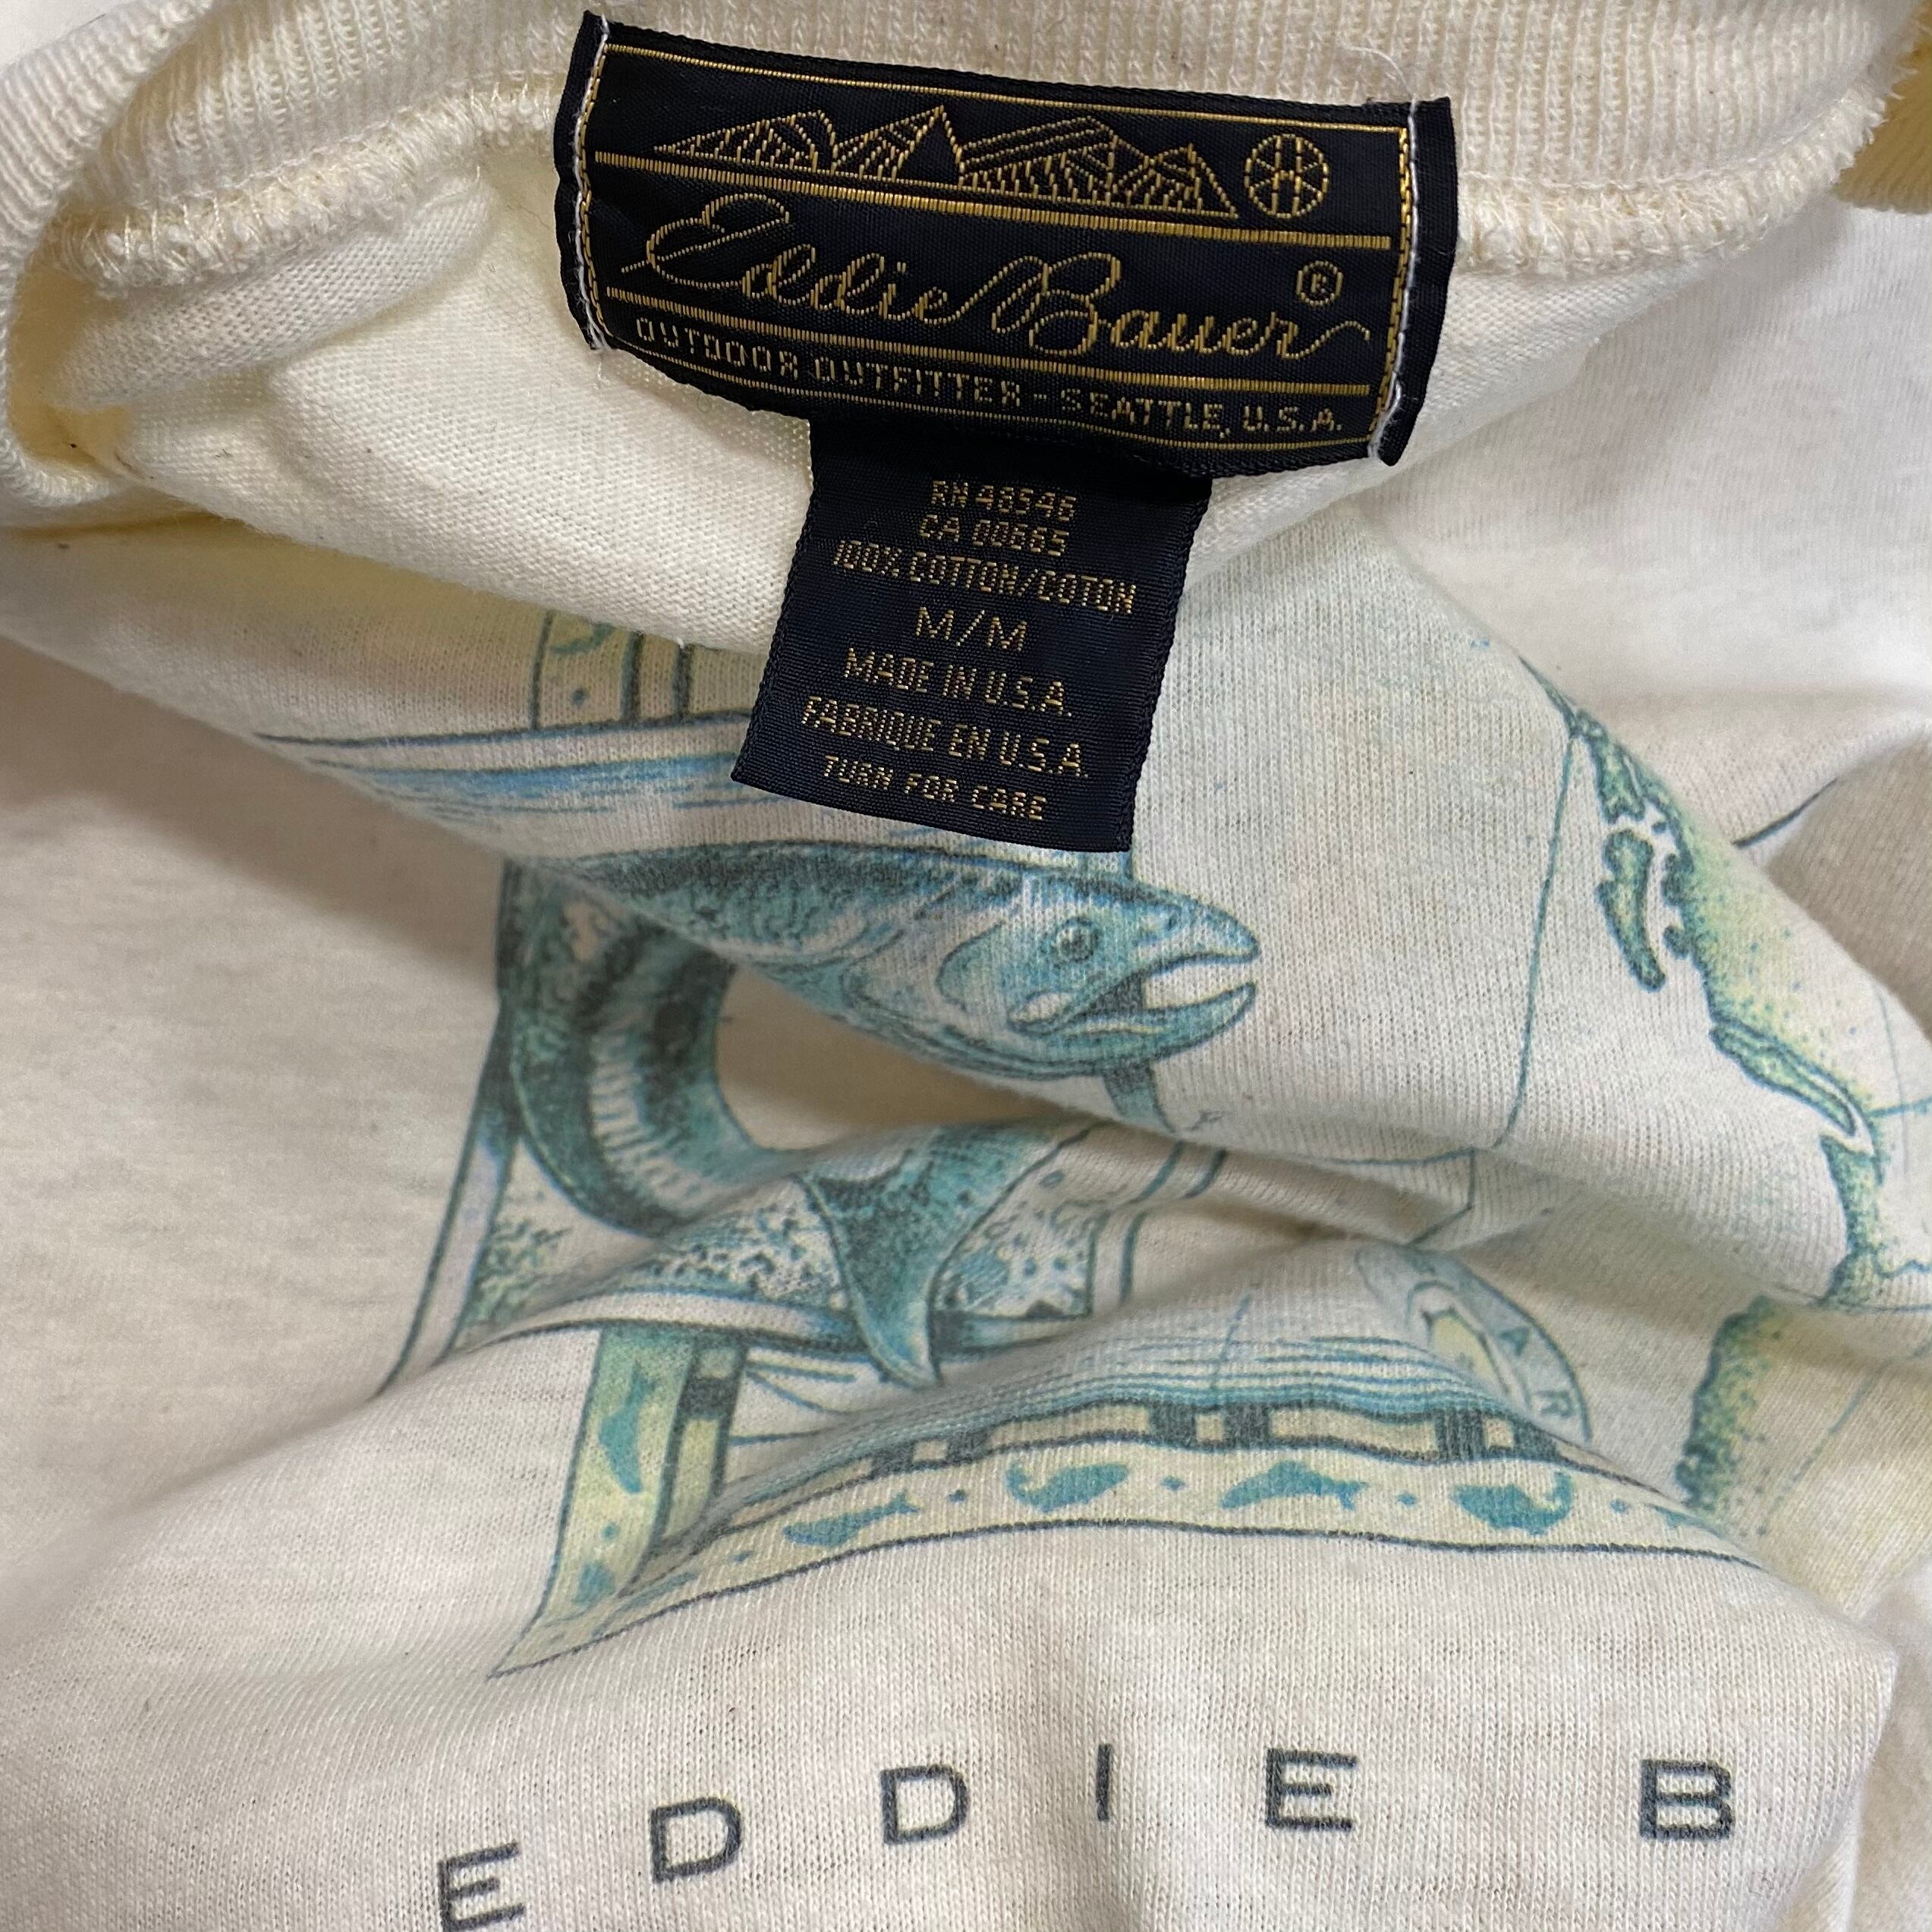 Eddie Bauer ®
OUTDOOR OUTFITTER - SEATTLE, U.S.A.
RN 46546
CA 00665
100% COTTON/COTON
M/M
MADE IN U.S.A.
FABRIQUE EN U.S.A.
TURN FOR CARE
A R
EDDIE B